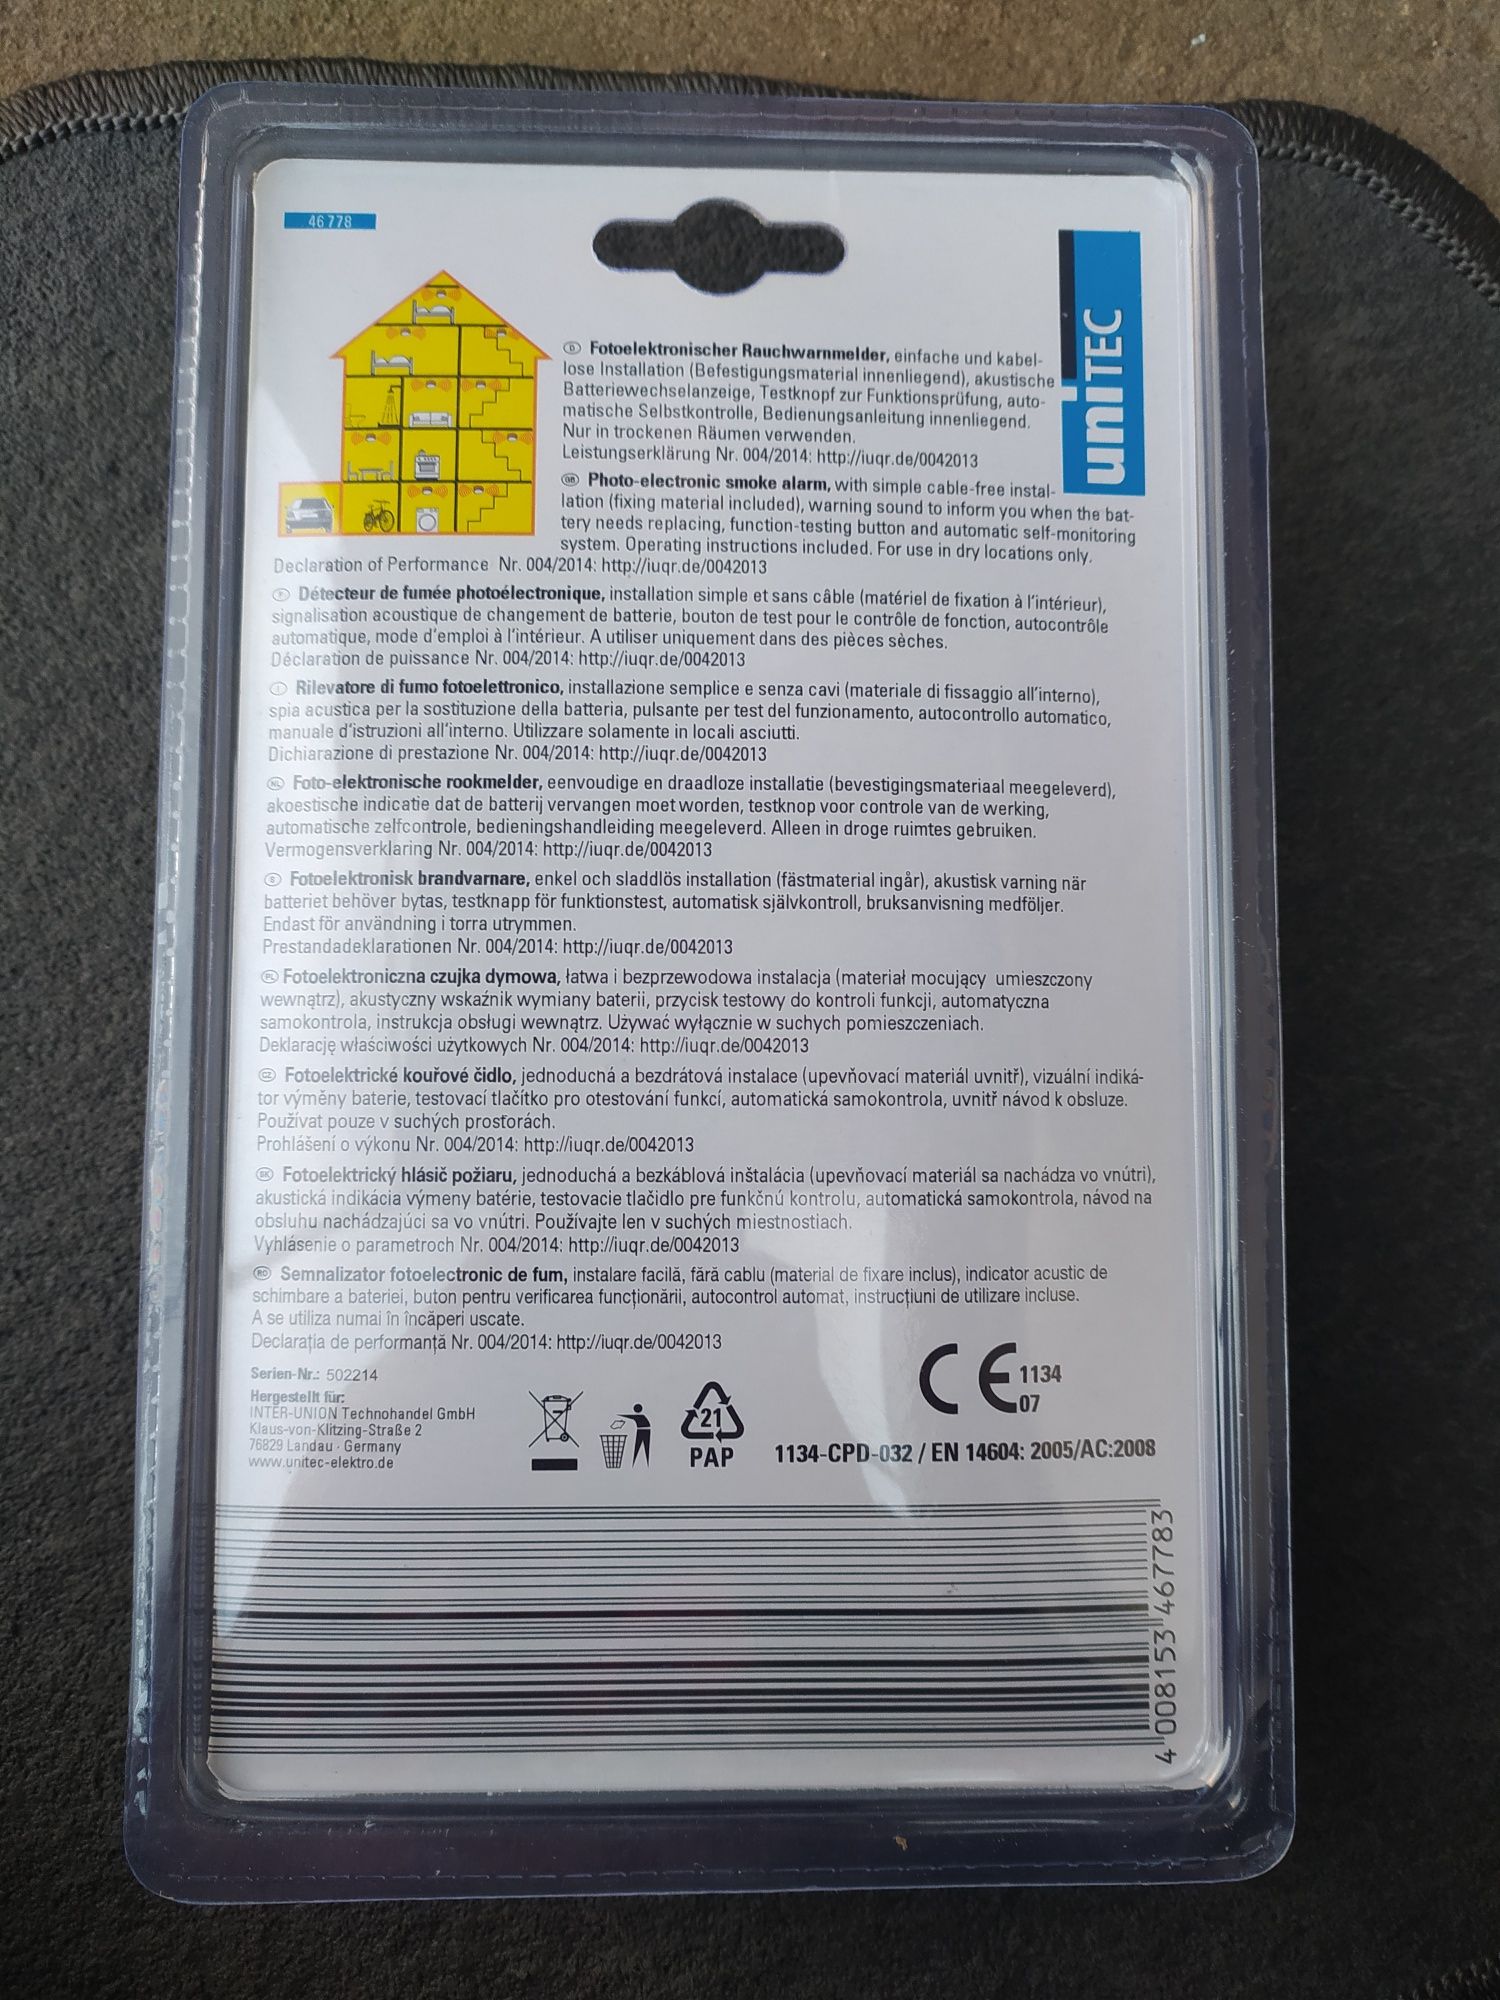 46778
uniTEC
D Fotoelektronischer Rauchwarnmelder, einfache und kabel-
lose Installation (Befestigungsmaterial innenliegend), akustische
Batteriewechselanzeige, Testknopf zur Funktionsprüfung, auto-
matische Selbstkontrolle, Bedienungsanleitung innenliegend.
Nur in trockenen Räumen verwenden.
Leistungserklärung Nr. 004/2014: http://iuqr.de/0042013
GB Photo-electronic smoke alarm, with simple cable-free instal-
lation (fixing material included), warning sound to inform you when the bat-
tery needs replacing, function-testing button and automatic self-monitoring
system. Operating instructions included. For use in dry locations only.
Declaration of Performance Nr. 004/2014: http://iuqr.de/0042013
F Détecteur de fumée photoélectronique, installation simple et sans câble (matériel de fixation à l'intérieur),
signalisation acoustique de changement de batterie, bouton de test pour le contrôle de fonction, autocontrôle
automatique, mode d'emploi à l'intérieur. A utiliser uniquement dans des pièces sèches.
Déclaration de puissance Nr. 004/2014: http://iuqr.de/0042013
I Rilevatore di fumo fotoelettronico, installazione semplice e senza cavi (materiale di fissaggio all'interno),
spia acustica per la sostituzione della batteria, pulsante per test del funzionamento, autocontrollo automatico,
manuale d'istruzioni all'interno. Utilizzare solamente in locali asciutti.
Dichiarazione di prestazione Nr. 004/2014: http://iuqr.de/0042013
NL Foto-elektronische rookmelder, eenvoudige en draadloze installatie (bevestigingsmateriaal meegeleverd),
akoestische indicatie dat de batterij vervangen moet worden, testknop voor controle van de werking,
automatische zelfcontrole, bedieningshandleiding meegeleverd. Alleen in droge ruimtes gebruiken.
Vermogensverklaring Nr. 004/2014: http://iuqr.de/0042013
S Fotoelektronisk brandvarnare, enkel och sladdlös installation (fästmaterial ingår), akustisk varning när
batteriet behöver bytas, testknapp för funktionstest, automatisk självkontroll, bruksanvisning medföljer.
Endast för användning i torra utrymmen.
Prestandadeklarationen Nr. 004/2014: http://iuqr.de/0042013
PL Fotoelektroniczna czujka dymowa, łatwa i bezprzewodowa instalacja (materiał mocujący umieszczony
wewnątrz), akustyczny wskaźnik wymiany baterii, przycisk testowy do kontroli funkcji, automatyczna
samokontrola, instrukcja obsługi wewnątrz. Używać wyłącznie w suchych pomieszczeniach.
Deklarację właściwości użytkowych Nr. 004/2014: http://iuqr.de/0042013
CZ Fotoelektrické kouřové čidlo, jednoduchá a bezdrátová instalace (upevňovací materiál uvnitř), vizuální indiká-
tor výměny baterie, testovací tlačítko pro otestování funkcí, automatická samokontrola, uvnitř návod k obsluze.
Používat pouze v suchých prostorách.
Prohlášení o výkonu Nr. 004/2014: http://iuqr.de/0042013
SK Fotoelektrický hlásič požiaru, jednoduchá a bezkáblová inštalácia (upevňovací materiál sa nachádza vo vnútri),
akustická indikácia výmeny batérie, testovacie tlačidlo pre funkčnú kontrolu, automatická samokontrola, návod na
obsluhu nachádzajúci sa vo vnútri. Používajte len v suchých miestnostiach.
Vyhlásenie o parametroch Nr. 004/2014: http://iuqr.de/0042013
RO Semnalizator fotoelectronic de fum, instalare facilă, fără cablu (material de fixare inclus), indicator acustic de
schimbare a bateriei, buton pentru verificarea funcționării, autocontrol automat, instrucțiuni de utilizare incluse.
A se utiliza numai în încăperi uscate.
Declarația de performanță Nr. 004/2014: http://iuqr.de/0042013
Serien-Nr.: 502214
Hergestellt für:
INTER-UNION Technohandel GmbH
Klaus-von-Klitzing-Straße 2
76829 Landau · Germany
www.unitec-elektro.de
21
PAP
CE 1134
07
1134-CPD-032 / EN 14604: 2005/AC:2008
4 008153 467783